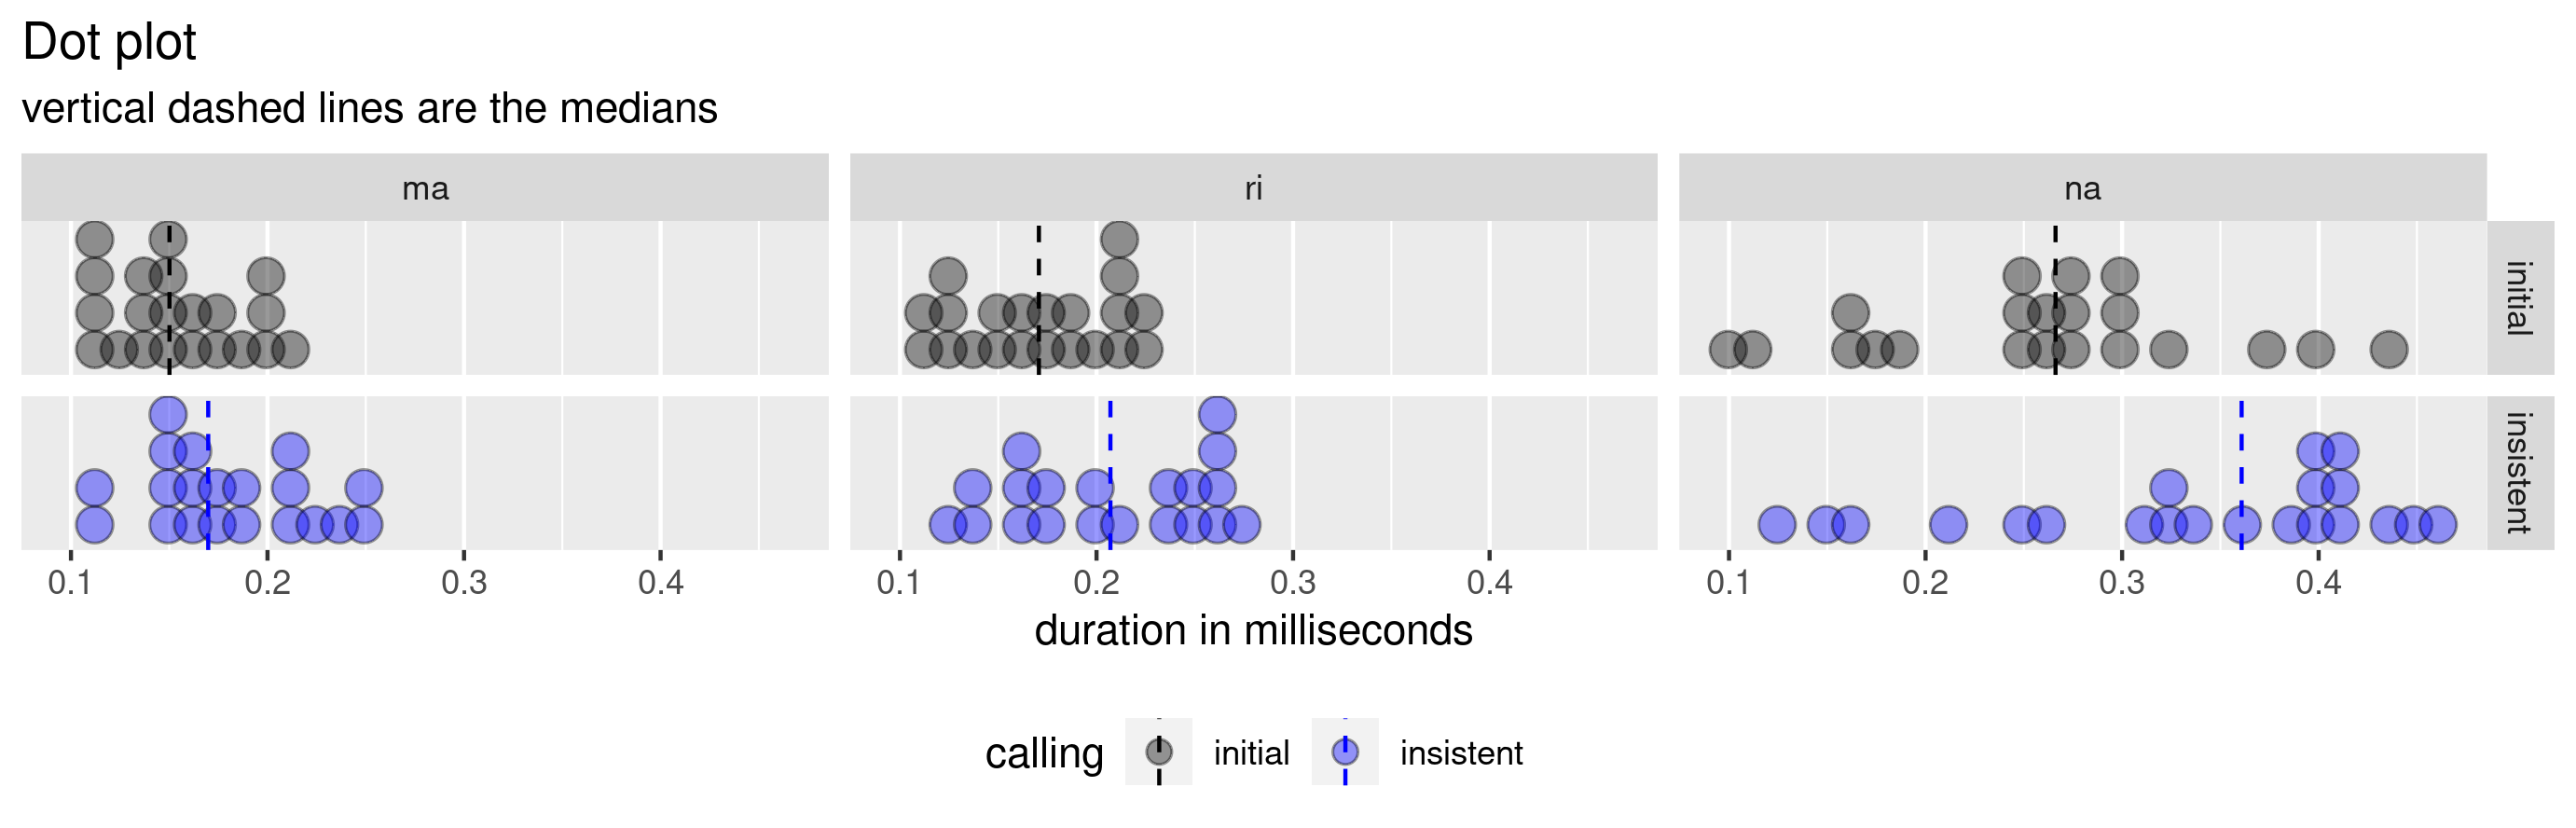 Dot plot
vertical dashed lines are the medians
ma ri na
initial
insistent
0.1 0.2 0.3 0.4 0.1 0.2 0.3 0.4 0.1 0.2 0.3 0.4
duration in milliseconds
calling initial insistent